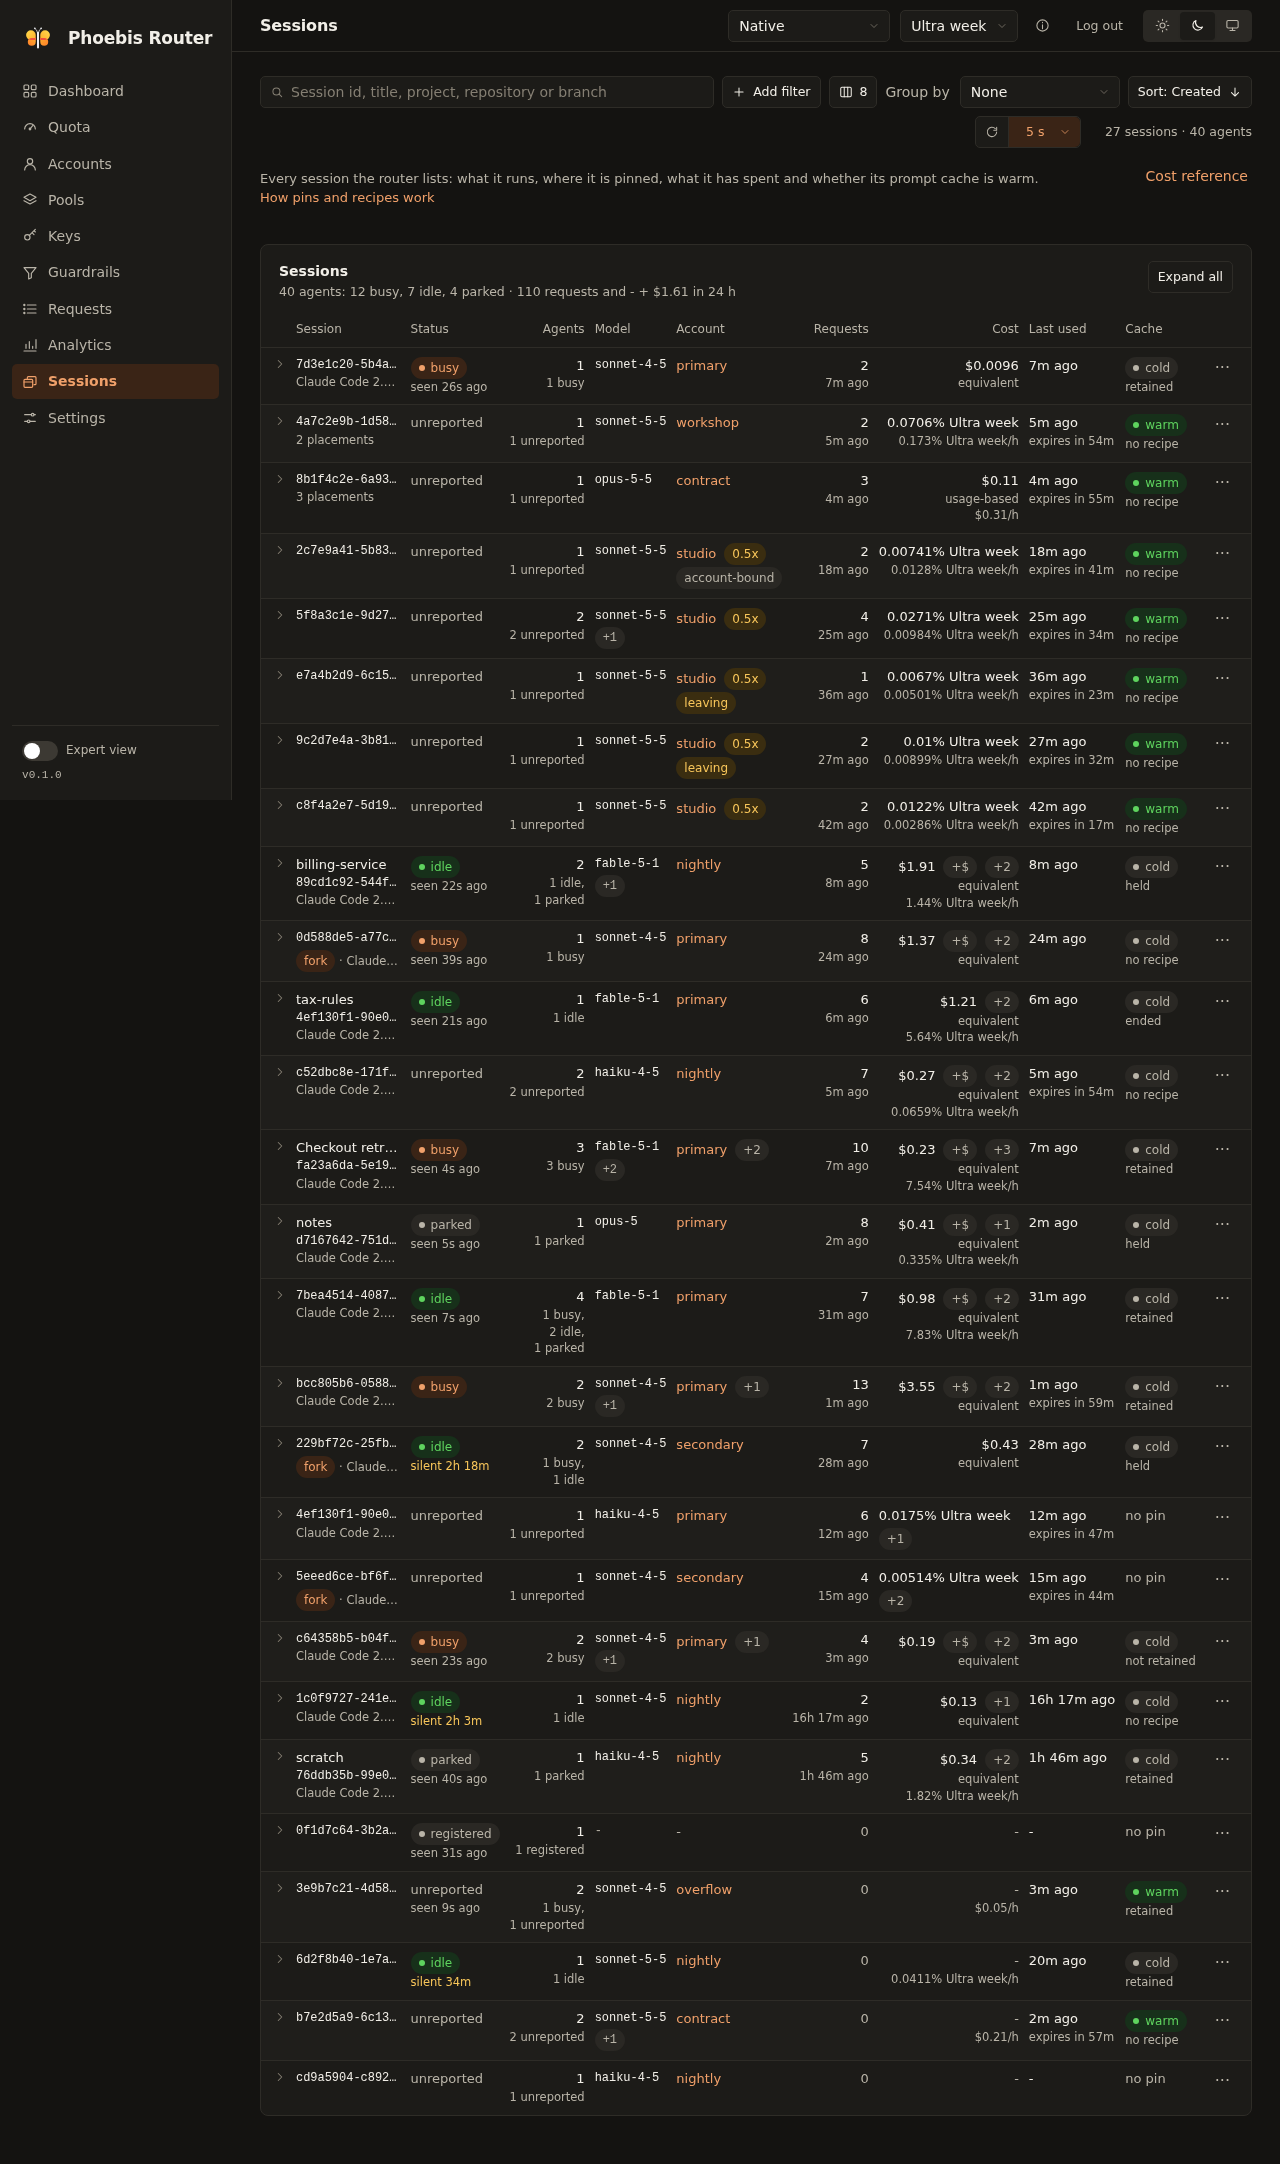 Phoebis Router
Sessions
Native
Ultra week
Log out
Dashboard
Quota
Accounts
Pools
Keys
Guardrails
Requests
Analytics
Sessions
Settings
Expert view
v0.1.0
Session id, title, project, repository or branch
Add filter
8
Group by
None
Sort: Created
5 s
27 sessions · 40 agents
Every session the router lists: what it runs, where it is pinned, what it has spent and whether its prompt cache is warm.
How pins and recipes work
Cost reference
Sessions
40 agents: 12 busy, 7 idle, 4 parked · 110 requests and - + $1.61 in 24 h
Expand all
Session Status Agents Model Account Requests Cost Last used Cache
7d3e1c20-5b4a… busy 1 sonnet-4-5 primary 2 $0.0096 7m ago cold
Claude Code 2.… seen 26s ago 1 busy 7m ago equivalent retained
4a7c2e9b-1d58… unreported 1 sonnet-5-5 workshop 2 0.0706% Ultra week 5m ago warm
2 placements 1 unreported 5m ago 0.173% Ultra week/h expires in 54m no recipe
8b1f4c2e-6a93… unreported 1 opus-5-5 contract 3 $0.11 4m ago warm
3 placements 1 unreported 4m ago usage-based expires in 55m no recipe
$0.31/h
2c7e9a41-5b83… unreported 1 sonnet-5-5 studio 0.5x 2 0.00741% Ultra week 18m ago warm
1 unreported account-bound 18m ago 0.0128% Ultra week/h expires in 41m no recipe
5f8a3c1e-9d27… unreported 2 sonnet-5-5 studio 0.5x 4 0.0271% Ultra week 25m ago warm
2 unreported +1 25m ago 0.00984% Ultra week/h expires in 34m no recipe
e7a4b2d9-6c15… unreported 1 sonnet-5-5 studio 0.5x 1 0.0067% Ultra week 36m ago warm
1 unreported leaving 36m ago 0.00501% Ultra week/h expires in 23m no recipe
9c2d7e4a-3b81… unreported 1 sonnet-5-5 studio 0.5x 2 0.01% Ultra week 27m ago warm
1 unreported leaving 27m ago 0.00899% Ultra week/h expires in 32m no recipe
c8f4a2e7-5d19… unreported 1 sonnet-5-5 studio 0.5x 2 0.0122% Ultra week 42m ago warm
1 unreported 42m ago 0.00286% Ultra week/h expires in 17m no recipe
billing-service idle 2 fable-5-1 nightly 5 $1.91 +$ +2 8m ago cold
89cd1c92-544f… seen 22s ago 1 idle, +1 8m ago equivalent held
Claude Code 2.… 1 parked 1.44% Ultra week/h
0d588de5-a77c… busy 1 sonnet-4-5 primary 8 $1.37 +$ +2 24m ago cold
fork · Claude… seen 39s ago 1 busy 24m ago equivalent no recipe
tax-rules idle 1 fable-5-1 primary 6 $1.21 +2 6m ago cold
4ef130f1-90e0… seen 21s ago 1 idle 6m ago equivalent ended
Claude Code 2.… 5.64% Ultra week/h
c52dbc8e-171f… unreported 2 haiku-4-5 nightly 7 $0.27 +$ +2 5m ago cold
Claude Code 2.… 2 unreported 5m ago equivalent expires in 54m no recipe
0.0659% Ultra week/h
Checkout retr… busy 3 fable-5-1 primary +2 10 $0.23 +$ +3 7m ago cold
fa23a6da-5e19… seen 4s ago 3 busy +2 7m ago equivalent retained
Claude Code 2.… 7.54% Ultra week/h
notes parked 1 opus-5 primary 8 $0.41 +$ +1 2m ago cold
d7167642-751d… seen 5s ago 1 parked 2m ago equivalent held
Claude Code 2.… 0.335% Ultra week/h
7bea4514-4087… idle 4 fable-5-1 primary 7 $0.98 +$ +2 31m ago cold
Claude Code 2.… seen 7s ago 1 busy, 31m ago equivalent retained
2 idle, 7.83% Ultra week/h
1 parked
bcc805b6-0588… busy 2 sonnet-4-5 primary +1 13 $3.55 +$ +2 1m ago cold
Claude Code 2.… 2 busy +1 1m ago equivalent expires in 59m retained
229bf72c-25fb… idle 2 sonnet-4-5 secondary 7 $0.43 28m ago cold
fork · Claude… silent 2h 18m 1 busy, 28m ago equivalent held
1 idle
4ef130f1-90e0… unreported 1 haiku-4-5 primary 6 0.0175% Ultra week 12m ago no pin
Claude Code 2.… 1 unreported 12m ago +1 expires in 47m
5eeed6ce-bf6f… unreported 1 sonnet-4-5 secondary 4 0.00514% Ultra week 15m ago no pin
fork · Claude… 1 unreported 15m ago +2 expires in 44m
c64358b5-b04f… busy 2 sonnet-4-5 primary +1 4 $0.19 +$ +2 3m ago cold
Claude Code 2.… seen 23s ago 2 busy +1 3m ago equivalent not retained
1c0f9727-241e… idle 1 sonnet-4-5 nightly 2 $0.13 +1 16h 17m ago cold
Claude Code 2.… silent 2h 3m 1 idle 16h 17m ago equivalent no recipe
scratch parked 1 haiku-4-5 nightly 5 $0.34 +2 1h 46m ago cold
76ddb35b-99e0… seen 40s ago 1 parked 1h 46m ago equivalent retained
Claude Code 2.… 1.82% Ultra week/h
0f1d7c64-3b2a… registered 1 - - 0 - - no pin
seen 31s ago 1 registered
3e9b7c21-4d58… unreported 2 sonnet-4-5 overflow 0 - 3m ago warm
seen 9s ago 1 busy, $0.05/h retained
1 unreported
6d2f8b40-1e7a… idle 1 sonnet-5-5 nightly 0 - 20m ago cold
silent 34m 1 idle 0.0411% Ultra week/h retained
b7e2d5a9-6c13… unreported 2 sonnet-5-5 contract 0 - 2m ago warm
2 unreported +1 $0.21/h expires in 57m no recipe
cd9a5904-c892… unreported 1 haiku-4-5 nightly 0 - - no pin
1 unreported